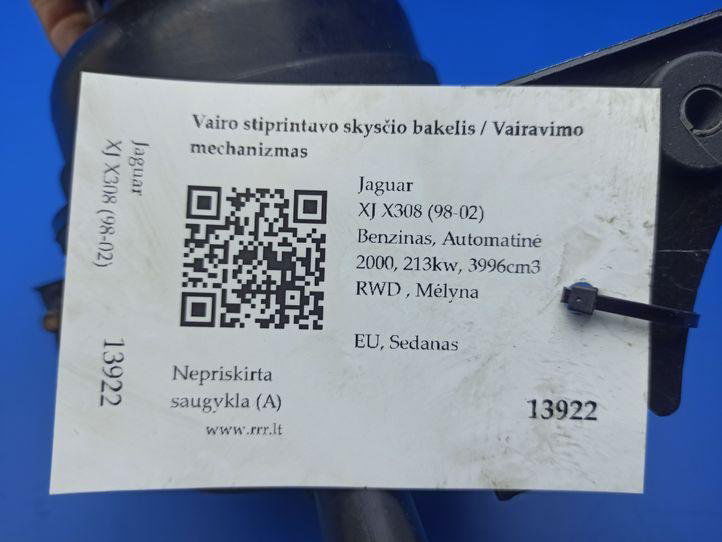 Vairo stiprintuvo skysčio bakelis / Vairavimo
mechanizmas
Jaguar
XJ X308 (98-02)
Benzinas, Automatinė
2000, 213kw, 3996cm3
RWD , Mėlyna
EU, Sedanas
Nepriskirta
saugykla (A)
www.rrr.lt
13922
Jaguar
XJ X308 (98-02)
13922